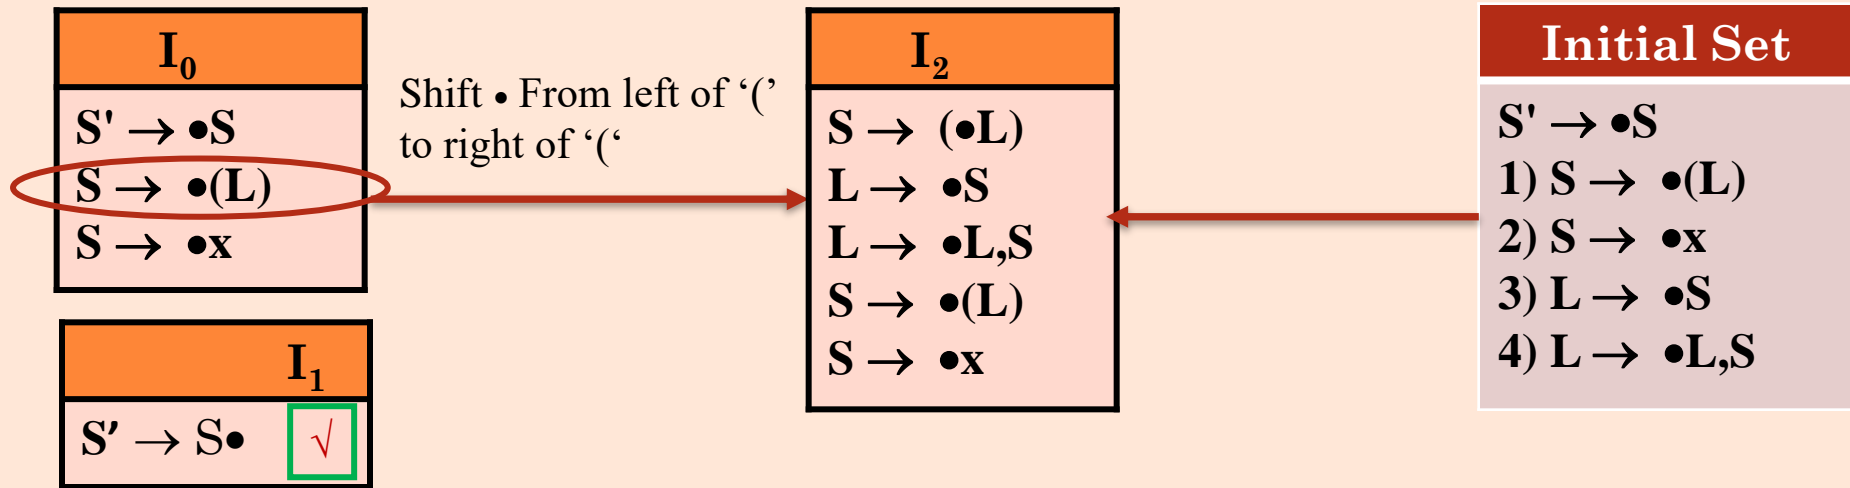 I₀
S' → •S
S → •(L)
S → •x
I₁
S′ → S• √
Shift • From left of ‘(’
to right of ‘(‘
I₂
S → (•L)
L → •S
L → •L,S
S → •(L)
S → •x
Initial Set
S' → •S
1) S → •(L)
2) S → •x
3) L → •S
4) L → •L,S